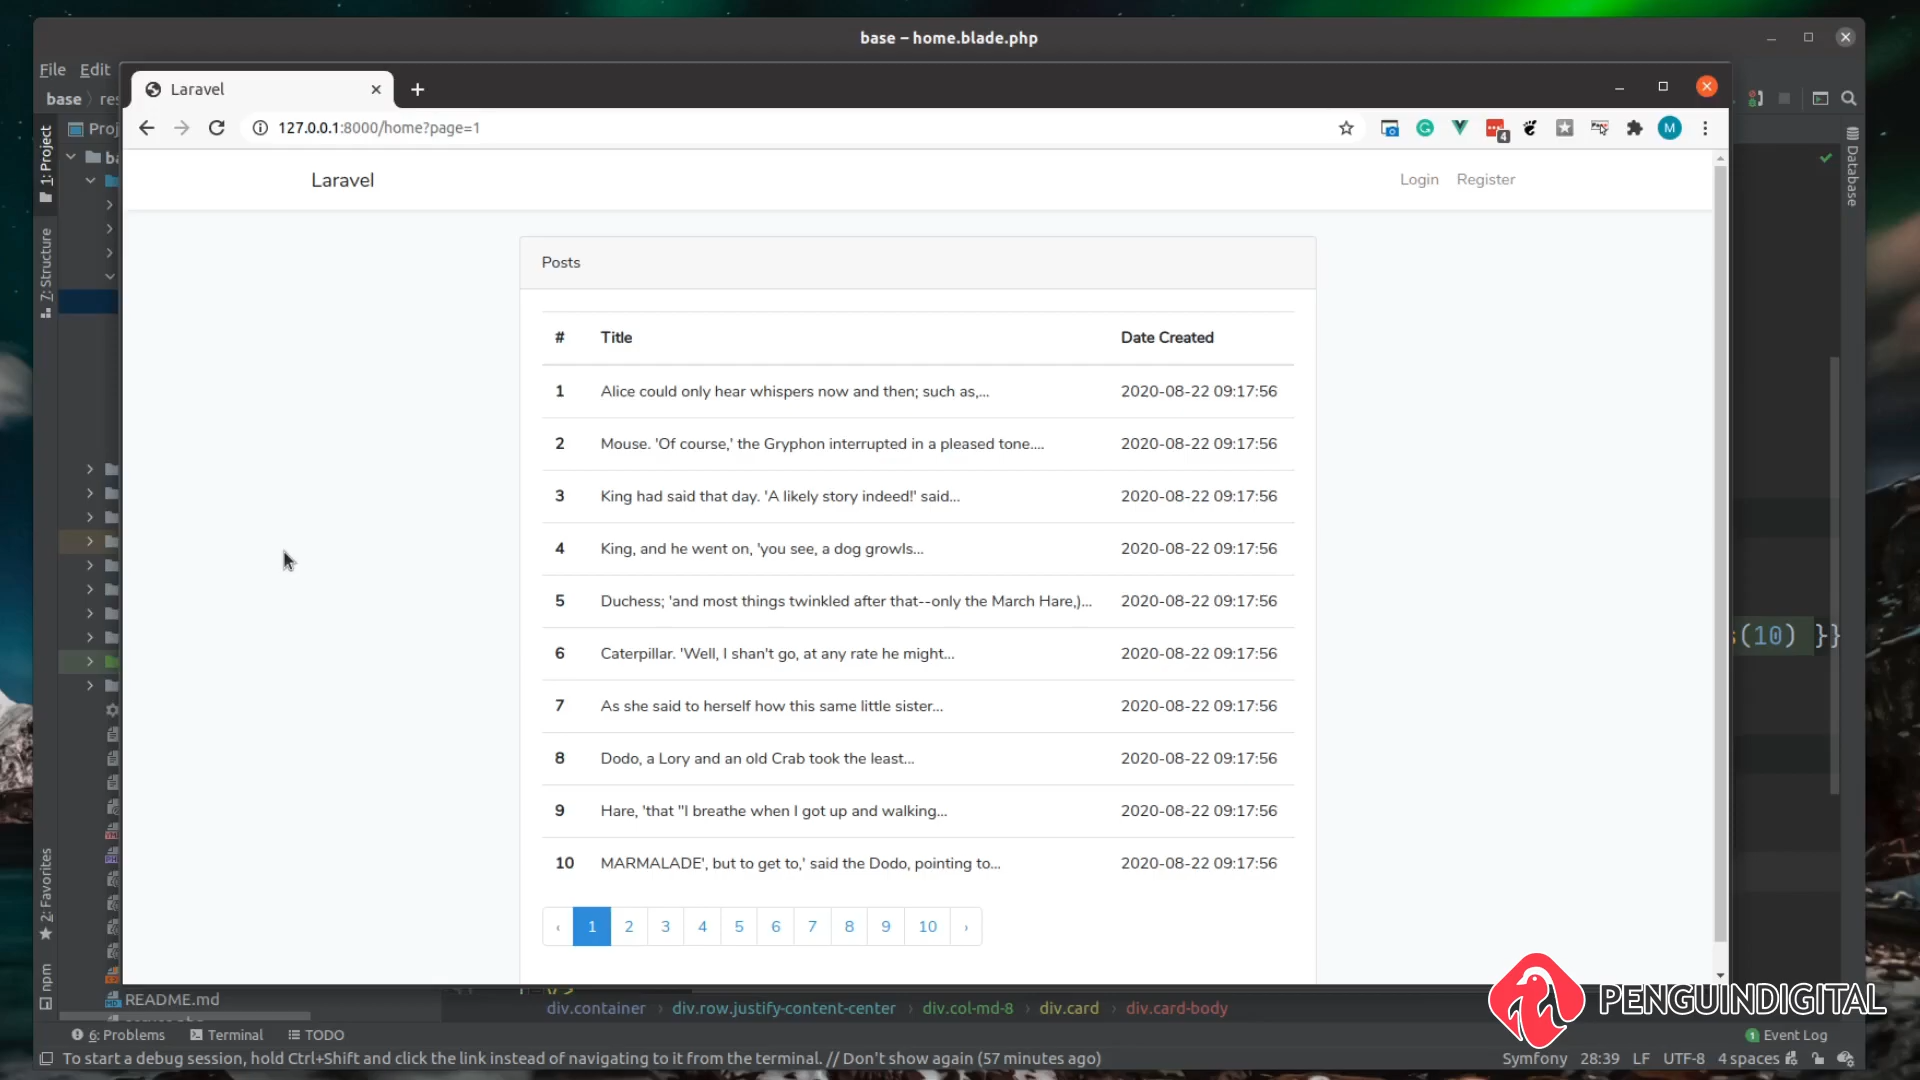 base – home.blade.php
File Edit
base res
Laravel
127.0.0.1:8000/home?page=1
4
M
1: Project
Proj
Database
Laravel
Login Register
Z: Structure
Posts
# Title Date Created
1 Alice could only hear whispers now and then; such as,... 2020-08-22 09:17:56
2 Mouse. 'Of course,' the Gryphon interrupted in a pleased tone.... 2020-08-22 09:17:56
3 King had said that day. 'A likely story indeed!' said... 2020-08-22 09:17:56
4 King, and he went on, 'you see, a dog growls... 2020-08-22 09:17:56
5 Duchess; 'and most things twinkled after that--only the March Hare,)... 2020-08-22 09:17:56
s(10) }}
6 Caterpillar. 'Well, I shan't go, at any rate he might... 2020-08-22 09:17:56
7 As she said to herself how this same little sister... 2020-08-22 09:17:56
8 Dodo, a Lory and an old Crab took the least... 2020-08-22 09:17:56
9 Hare, 'that "I breathe when I got up and walking... 2020-08-22 09:17:56
10 MARMALADE', but to get to,' said the Dodo, pointing to... 2020-08-22 09:17:56
‹ 1 2 3 4 5 6 7 8 9 10 ›
2: Favorites
npm
README.md
div.container › div.row.justify-content-center › div.col-md-8 › div.card › div.card-body
PENGUINDIGITAL
6: Problems Terminal TODO
1 Event Log
To start a debug session, hold Ctrl+Shift and click the link instead of navigating to it from the terminal. // Don't show again (57 minutes ago)
Symfony 28:39 LF UTF-8 4 spaces